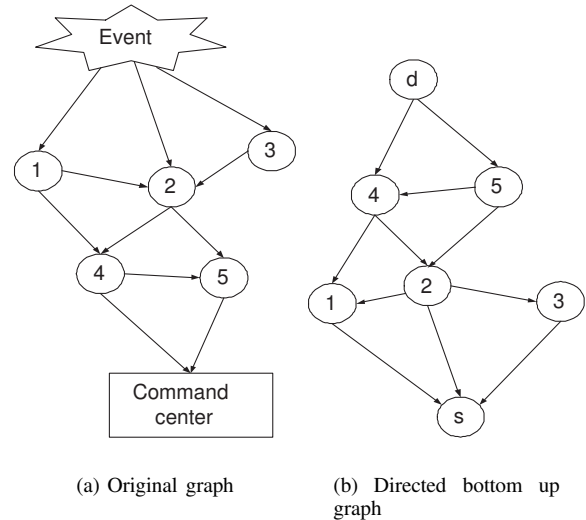 Event
d
1
2
3
4
5
4
5
1
2
3
Command
center
s
(a) Original graph
(b) Directed bottom up
graph